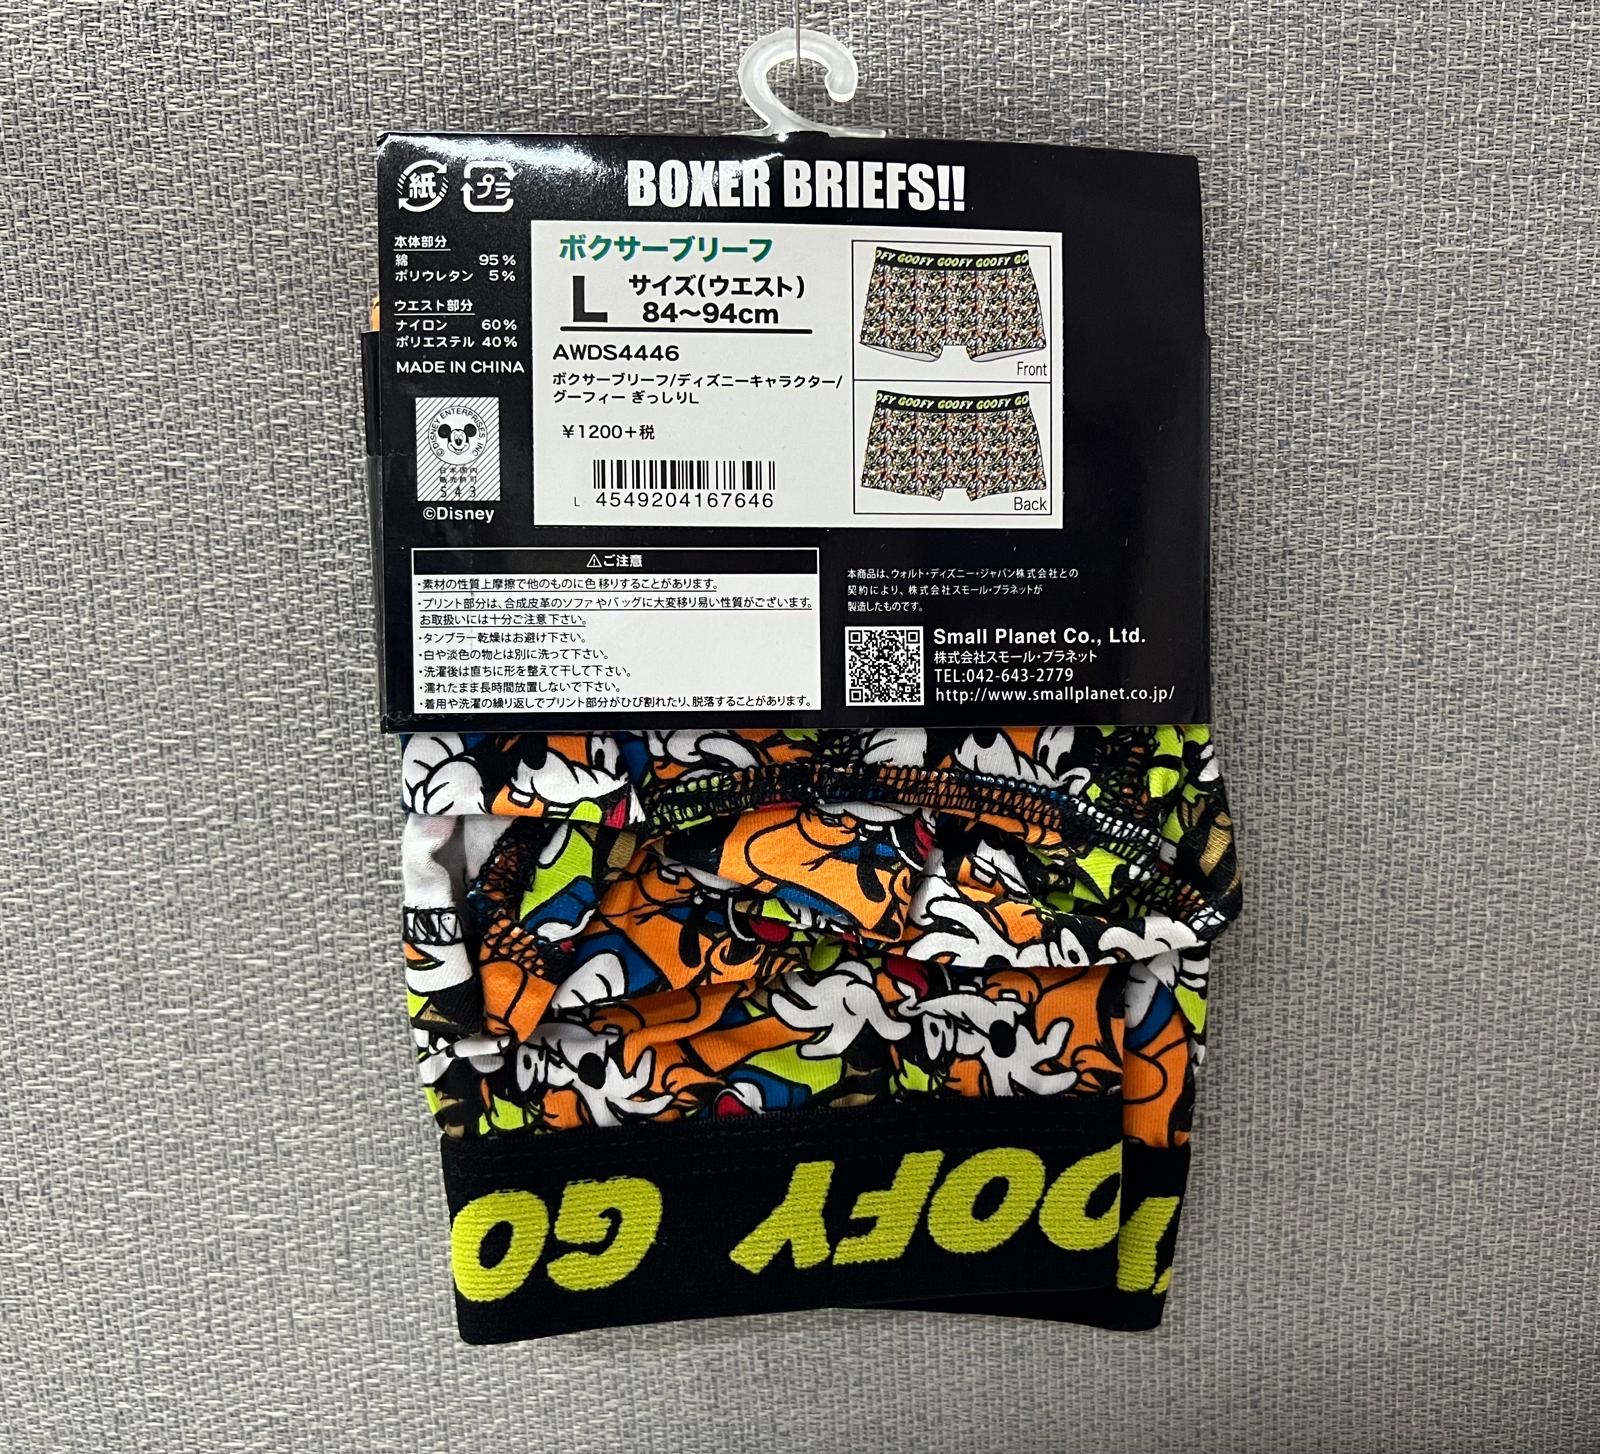 紙
プラ
BOXER BRIEFS!!
本体部分
綿 95%
ポリウレタン 5%
ウエスト部分
ナイロン 60%
ポリエステル 40%
MADE IN CHINA
©DISNEY ENTERPRISES, INC
日本国内
販売許可
543
©Disney
ボクサーブリーフ
L サイズ(ウエスト)
84〜94cm
AWDS4446
ボクサーブリーフ/ディズニーキャラクター/
グーフィー ぎっしりL
¥1200+税
L 4549204167646
OFY GOOFY GOOFY GOOFY GO
Front
OFY GOOFY GOOFY GOOFY GO
Back
⚠ご注意
・素材の性質上摩擦で他のものに色移りすることがあります。
・プリント部分は、合成皮革のソファやバッグに大変移り易い性質がございます。
お取扱いには十分ご注意下さい。
・タンブラー乾燥はお避け下さい。
・白や淡色の物とは別に洗って下さい。
・洗濯後は直ちに形を整えて干して下さい。
・濡れたまま長時間放置しないで下さい。
・着用や洗濯の繰り返しでプリント部分がひび割れたり、脱落することがあります。
本商品は、ウォルト・ディズニー・ジャパン株式会社との
契約により、株式会社スモール・プラネットが
製造したものです。
Small Planet Co., Ltd.
株式会社スモール・プラネット
TEL:042-643-2779
http://www.smallplanet.co.jp/
OOFY GO